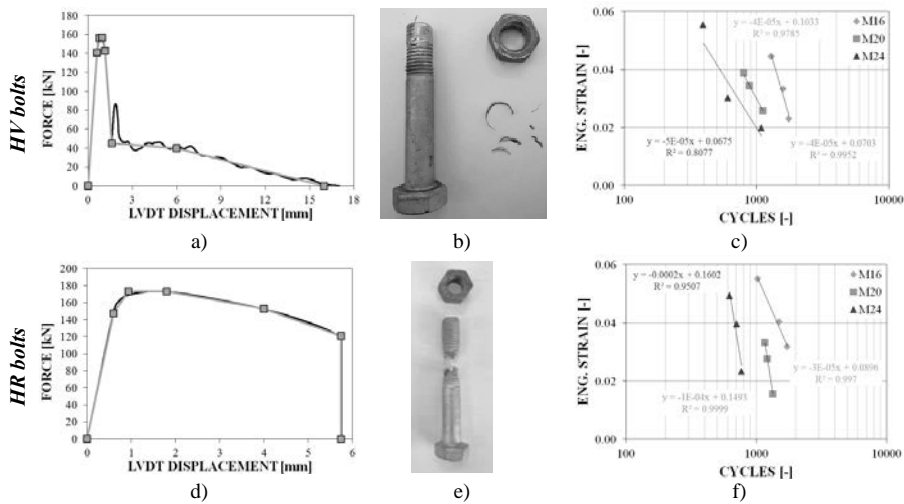 HV bolts
FORCE [kN]
180
160
140
120
100
80
60
40
20
0
0 3 6 9 12 15 18
LVDT DISPLACEMENT [mm]
a)
b)
ENG. STRAIN [-]
0.06
0.04
0.02
0.00
y = -4E-05x + 0.1033
R² = 0.9785
M16
M20
M24
y = -5E-05x + 0.0675
R² = 0.8077
y = -4E-05x + 0.0703
R² = 0.9952
100 1000 10000
CYCLES [-]
c)
HR bolts
FORCE [kN]
200
180
160
140
120
100
80
60
40
20
0
0 1 2 3 4 5 6
LVDT DISPLACEMENT [mm]
d)
e)
ENG. STRAIN [-]
0.06
0.04
0.02
0.00
y = -0.0002x + 0.1602
R² = 0.9507
M16
M20
M24
y = -3E-05x + 0.0896
R² = 0.997
y = -1E-04x + 0.1493
R² = 0.9999
100 1000 10000
CYCLES [-]
f)